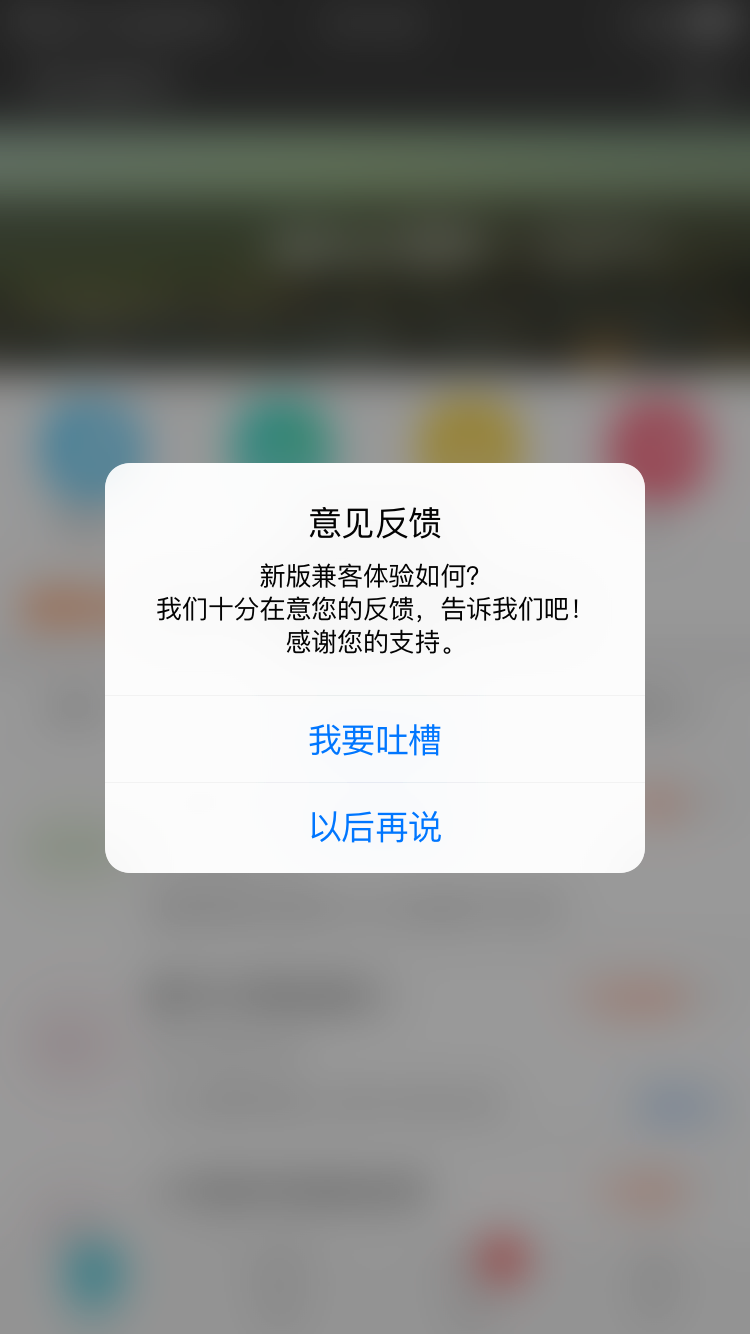 意见反馈
新版兼客体验如何？
我们十分在意您的反馈，告诉我们吧！
感谢您的支持。
我要吐槽
以后再说